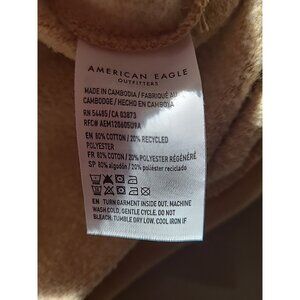 AMERICAN EAGLE
OUTFITTERS
MADE IN CAMBODIA / FABRIQUÉ AU
CAMBODGE / HECHO EN CAMBOYA
RN 54485 / CA 03873
RFC# AEM120605U9A
EN 80% COTTON / 20% RECYCLED
POLYESTER
FR 80% COTON / 20% POLYESTER RÉGÉNÉRÉ
SP 80% algodón / 20% poliéster reciclado
EN TURN GARMENT INSIDE OUT, MACHINE
WASH COLD, GENTLE CYCLE. DO NOT
BLEACH; TUMBLE DRY LOW. COOL IRON IF